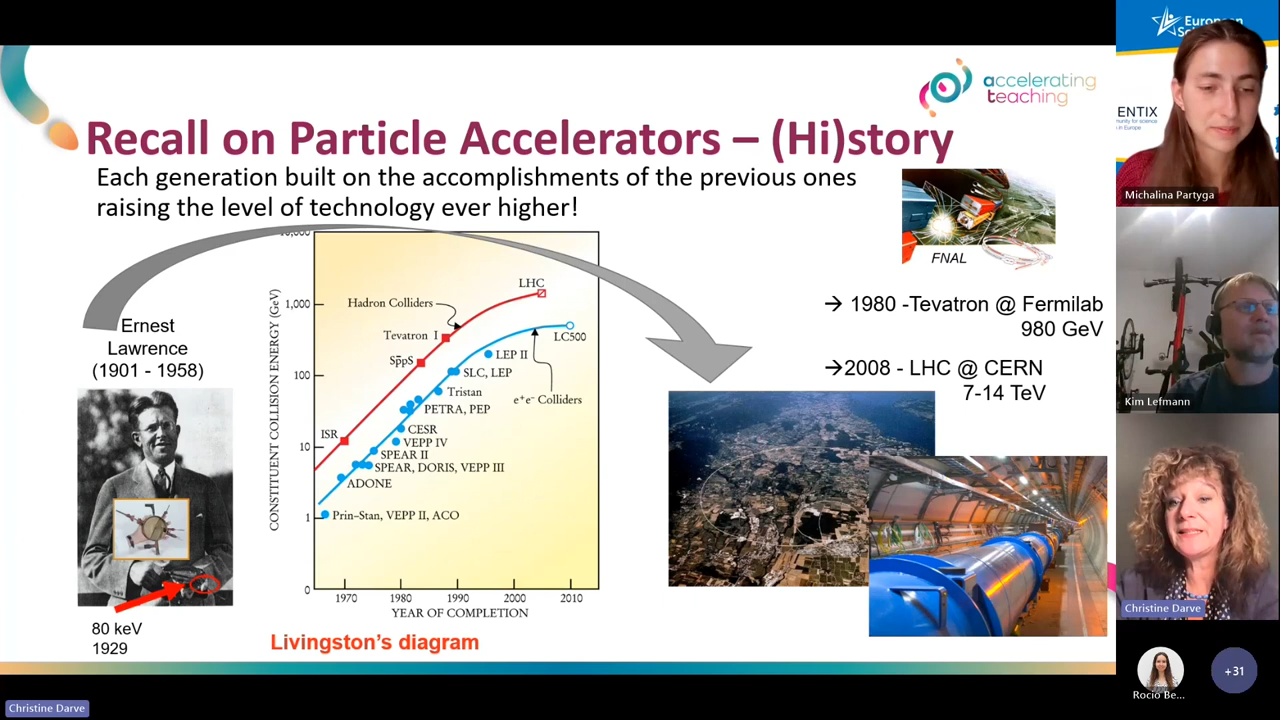 accelerating
teaching
Recall on Particle Accelerators – (Hi)story
Each generation built on the accomplishments of the previous ones
raising the level of technology ever higher!
Ernest
Lawrence
(1901 - 1958)
80 keV
1929
CONSTITUENT COLLISION ENERGY (GeV)
1,000
100
10
1
0
LHC
Hadron Colliders
Tevatron I
LC500
Sp̄pS
LEP II
SLC, LEP
Tristan
e⁺e⁻ Colliders
PETRA, PEP
ISR
CESR
VEPP IV
SPEAR II
SPEAR, DORIS, VEPP III
ADONE
Prin-Stan, VEPP II, ACO
1970 1980 1990 2000 2010
YEAR OF COMPLETION
Livingston's diagram
FNAL
→ 1980 -Tevatron @ Fermilab
980 GeV
→2008 - LHC @ CERN
7-14 TeV
European
ENTIX
Michalina Partyga
Kim Lefmann
Christine Darve
Rocío Be...
+31
Christine Darve